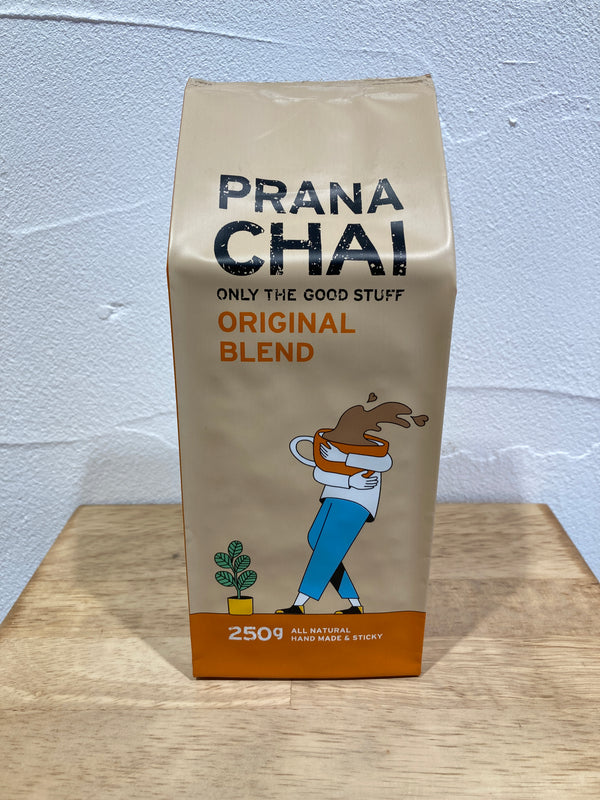 PRANA
CHAI
ONLY THE GOOD STUFF
ORIGINAL
BLEND
250g
ALL NATURAL
HAND MADE & STICKY